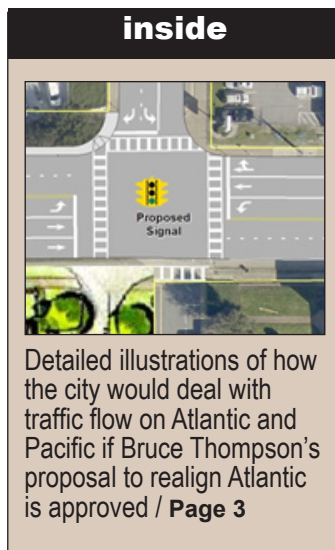 inside
Proposed
Signal
Detailed illustrations of how
the city would deal with
traffic flow on Atlantic and
Pacific if Bruce Thompson’s
proposal to realign Atlantic
is approved / Page 3